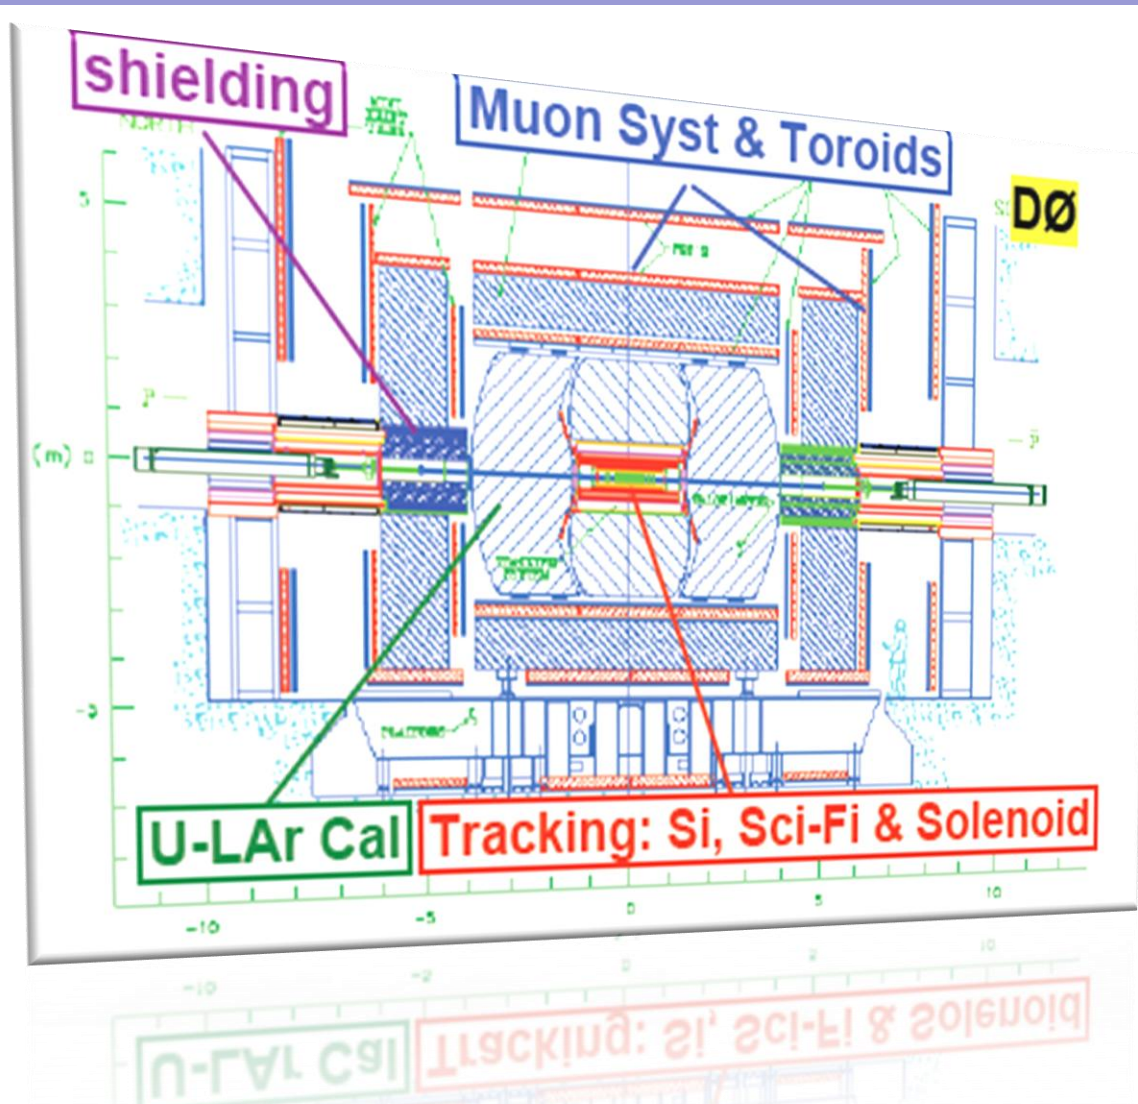 shielding
Muon Syst & Toroids
DØ
NORTH
5
P
(m) 0
P̄
-5
U-LAr Cal
Tracking: Si, Sci-Fi & Solenoid
-10
-5
0
5
10